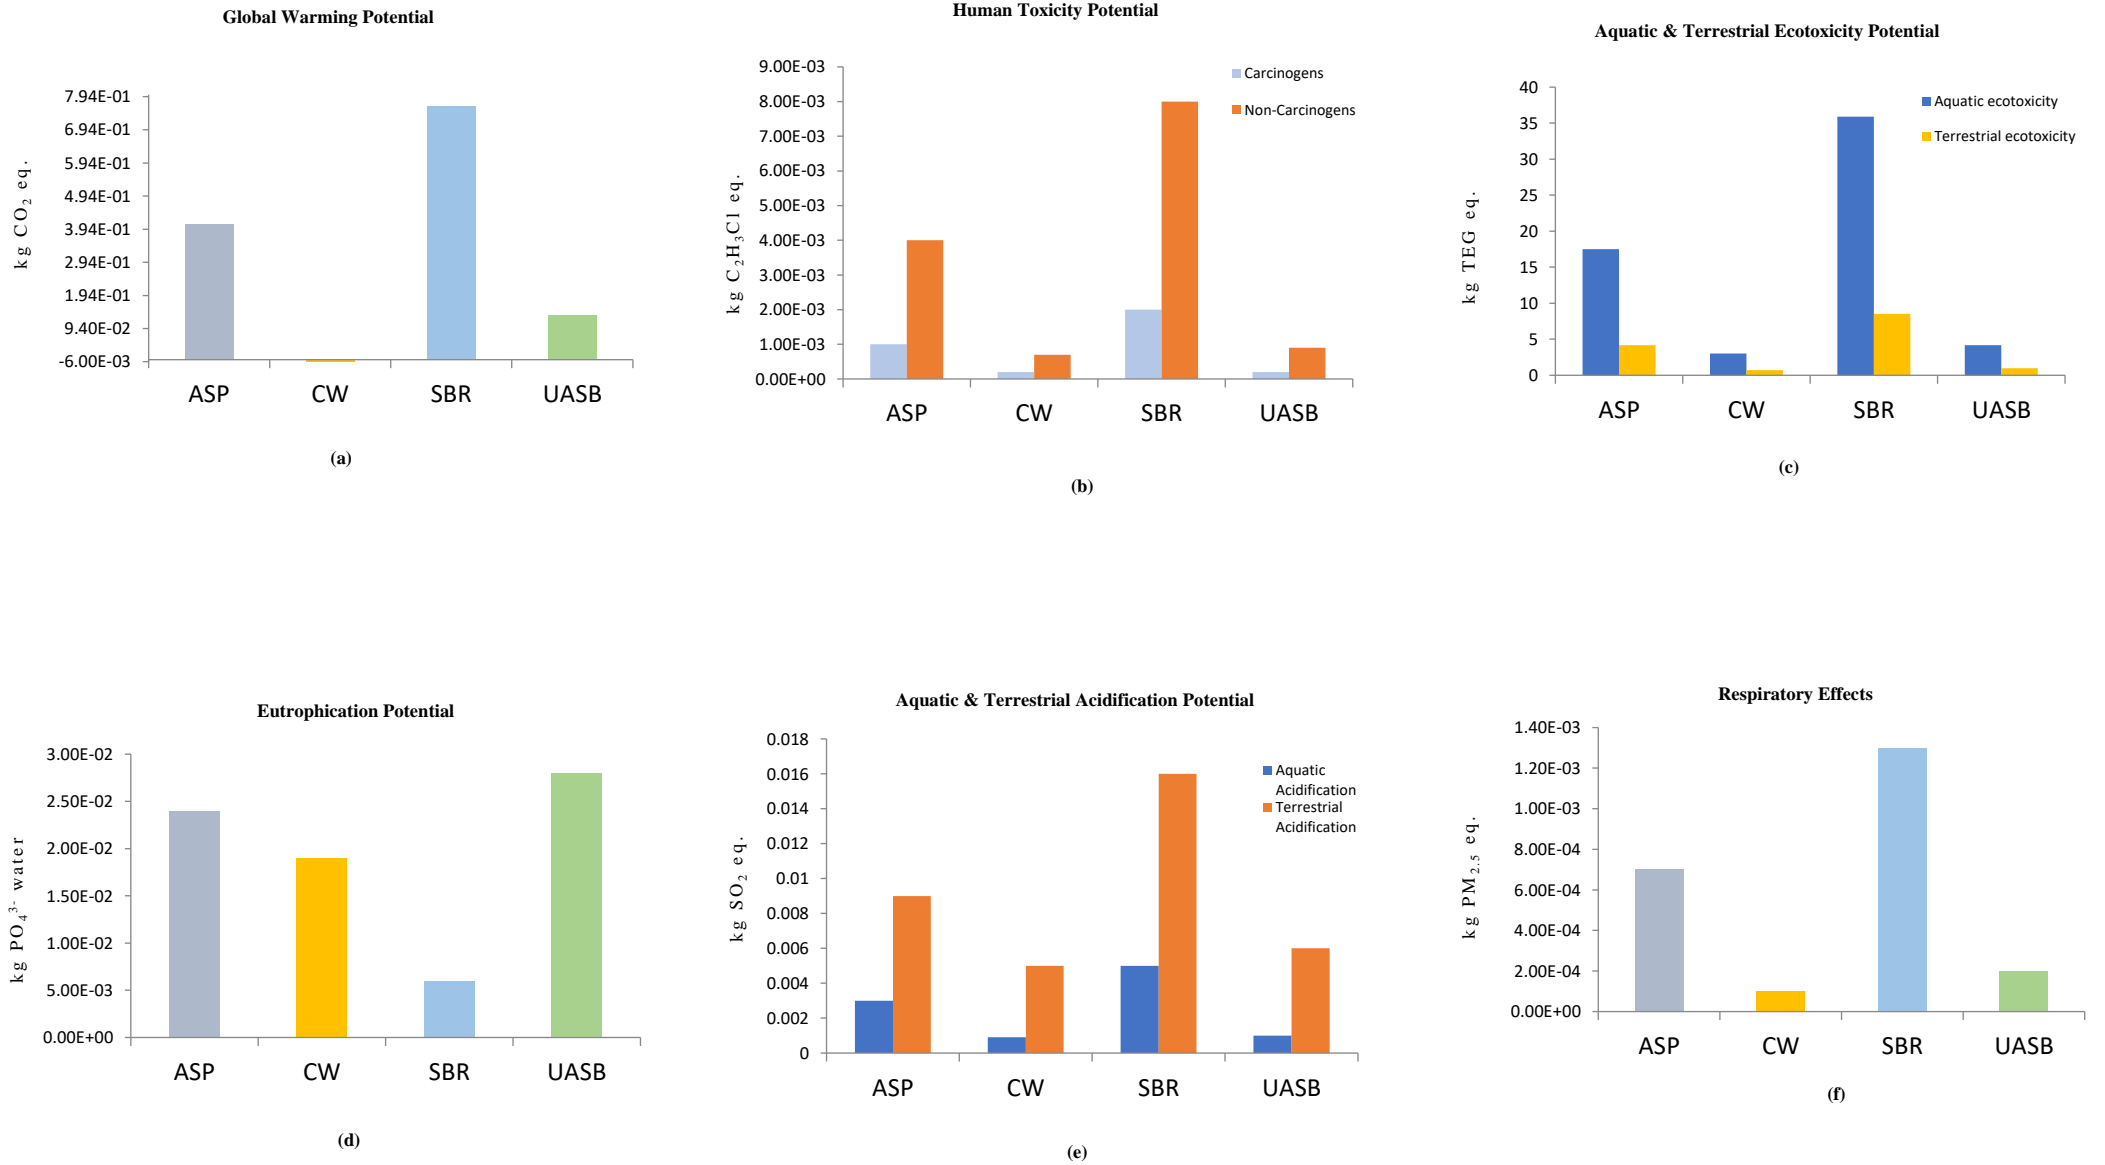 Global Warming Potential
kg CO₂ eq.
7.94E-01
6.94E-01
5.94E-01
4.94E-01
3.94E-01
2.94E-01
1.94E-01
9.40E-02
-6.00E-03
ASP CW SBR UASB
(a)
Human Toxicity Potential
kg C₂H₃Cl eq.
9.00E-03
8.00E-03
7.00E-03
6.00E-03
5.00E-03
4.00E-03
3.00E-03
2.00E-03
1.00E-03
0.00E+00
Carcinogens
Non-Carcinogens
ASP CW SBR UASB
(b)
Aquatic & Terrestrial Ecotoxicity Potential
kg TEG eq.
40
35
30
25
20
15
10
5
0
Aquatic ecotoxicity
Terrestrial ecotoxicity
ASP CW SBR UASB
(c)
Eutrophication Potential
kg PO₄³⁻ water
3.00E-02
2.50E-02
2.00E-02
1.50E-02
1.00E-02
5.00E-03
0.00E+00
ASP CW SBR UASB
(d)
Aquatic & Terrestrial Acidification Potential
kg SO₂ eq.
0.018
0.016
0.014
0.012
0.01
0.008
0.006
0.004
0.002
0
Aquatic
Acidification
Terrestrial
Acidification
ASP CW SBR UASB
(e)
Respiratory Effects
kg PM₂.₅ eq.
1.40E-03
1.20E-03
1.00E-03
8.00E-04
6.00E-04
4.00E-04
2.00E-04
0.00E+00
ASP CW SBR UASB
(f)